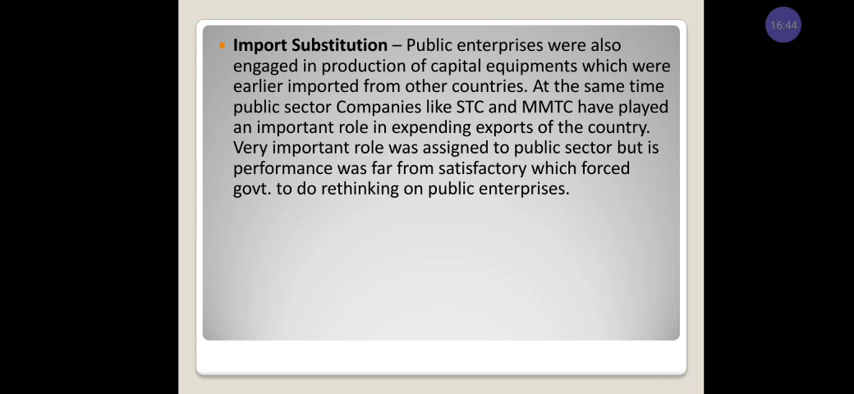 16:44
• Import Substitution – Public enterprises were also
engaged in production of capital equipments which were
earlier imported from other countries. At the same time
public sector Companies like STC and MMTC have played
an important role in expending exports of the country.
Very important role was assigned to public sector but is
performance was far from satisfactory which forced
govt. to do rethinking on public enterprises.